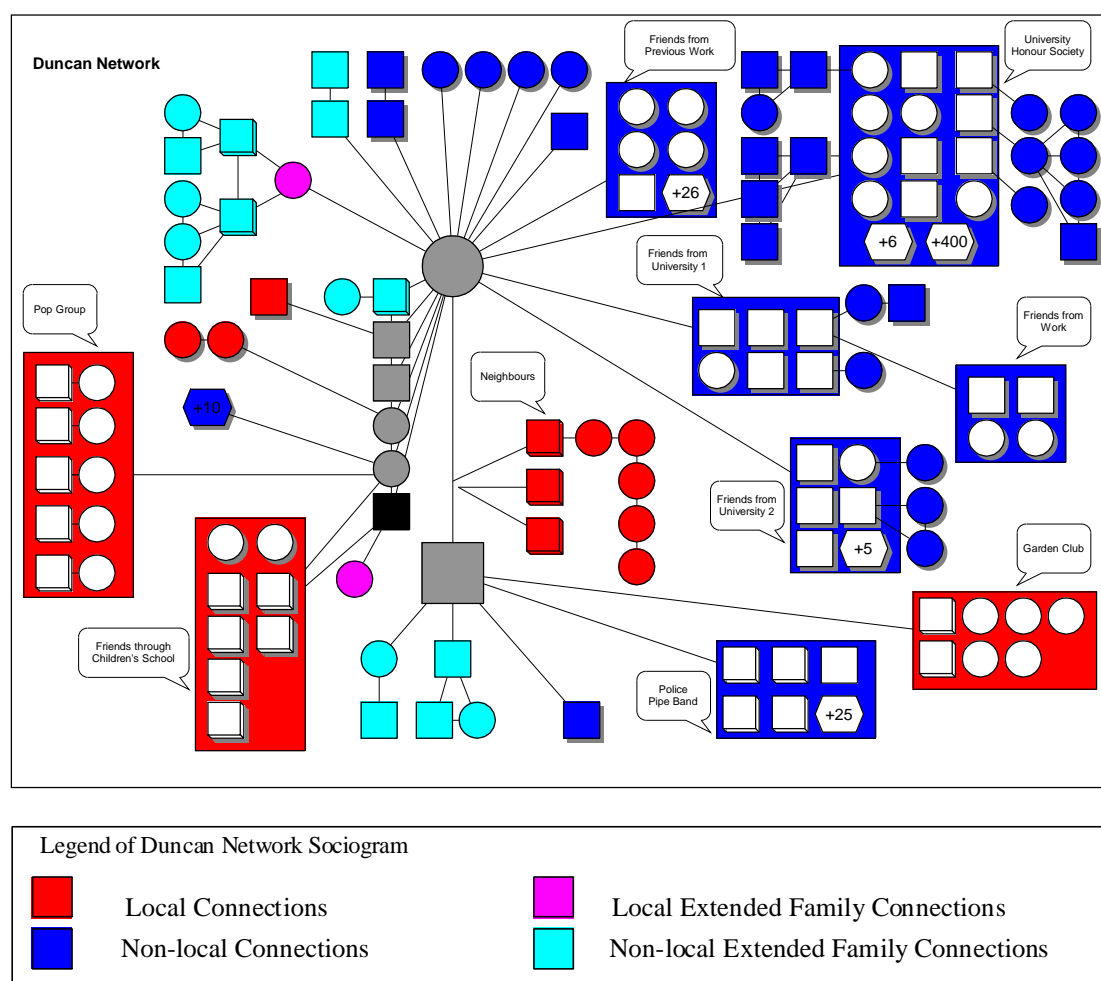 Duncan Network
Friends from
Previous Work
University
Honour Society
+26
+6
+400
Friends from
University 1
Pop Group
Friends from
Work
Neighbours
+10
Friends from
University 2
+5
Garden Club
Friends through
Children's School
Police
Pipe Band
+25
Legend of Duncan Network Sociogram
Local Connections
Local Extended Family Connections
Non-local Connections
Non-local Extended Family Connections